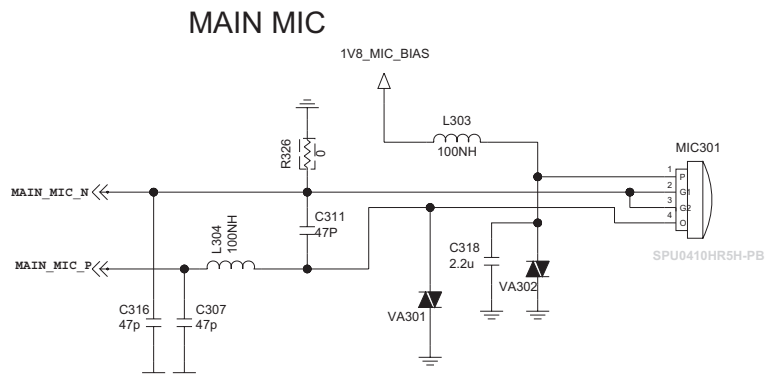 MAIN MIC
1V8_MIC_BIAS
L303
100NH
MIC301
R326
0
1
P
2
G1
3
G2
4
O
MAIN_MIC_N
C311
47P
L304
100NH
MAIN_MIC_P
C318
2.2u
SPU0410HR5H-PB
VA302
C316
47p
C307
47p
VA301